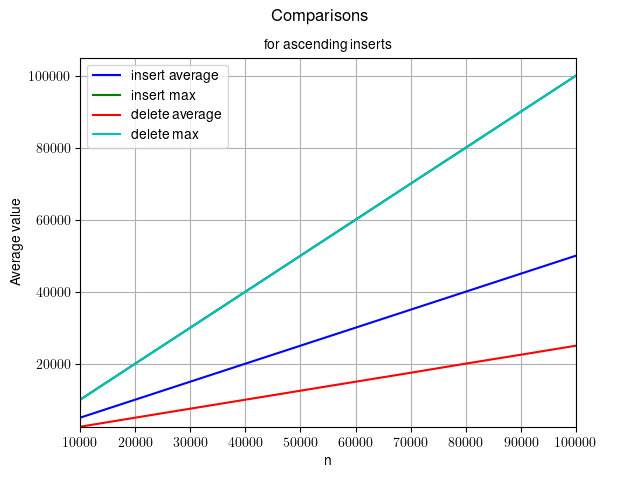 Comparisons
for ascending inserts
insert average
insert max
delete average
delete max
Average value
100000
80000
60000
40000
20000
10000 20000 30000 40000 50000 60000 70000 80000 90000 100000
n